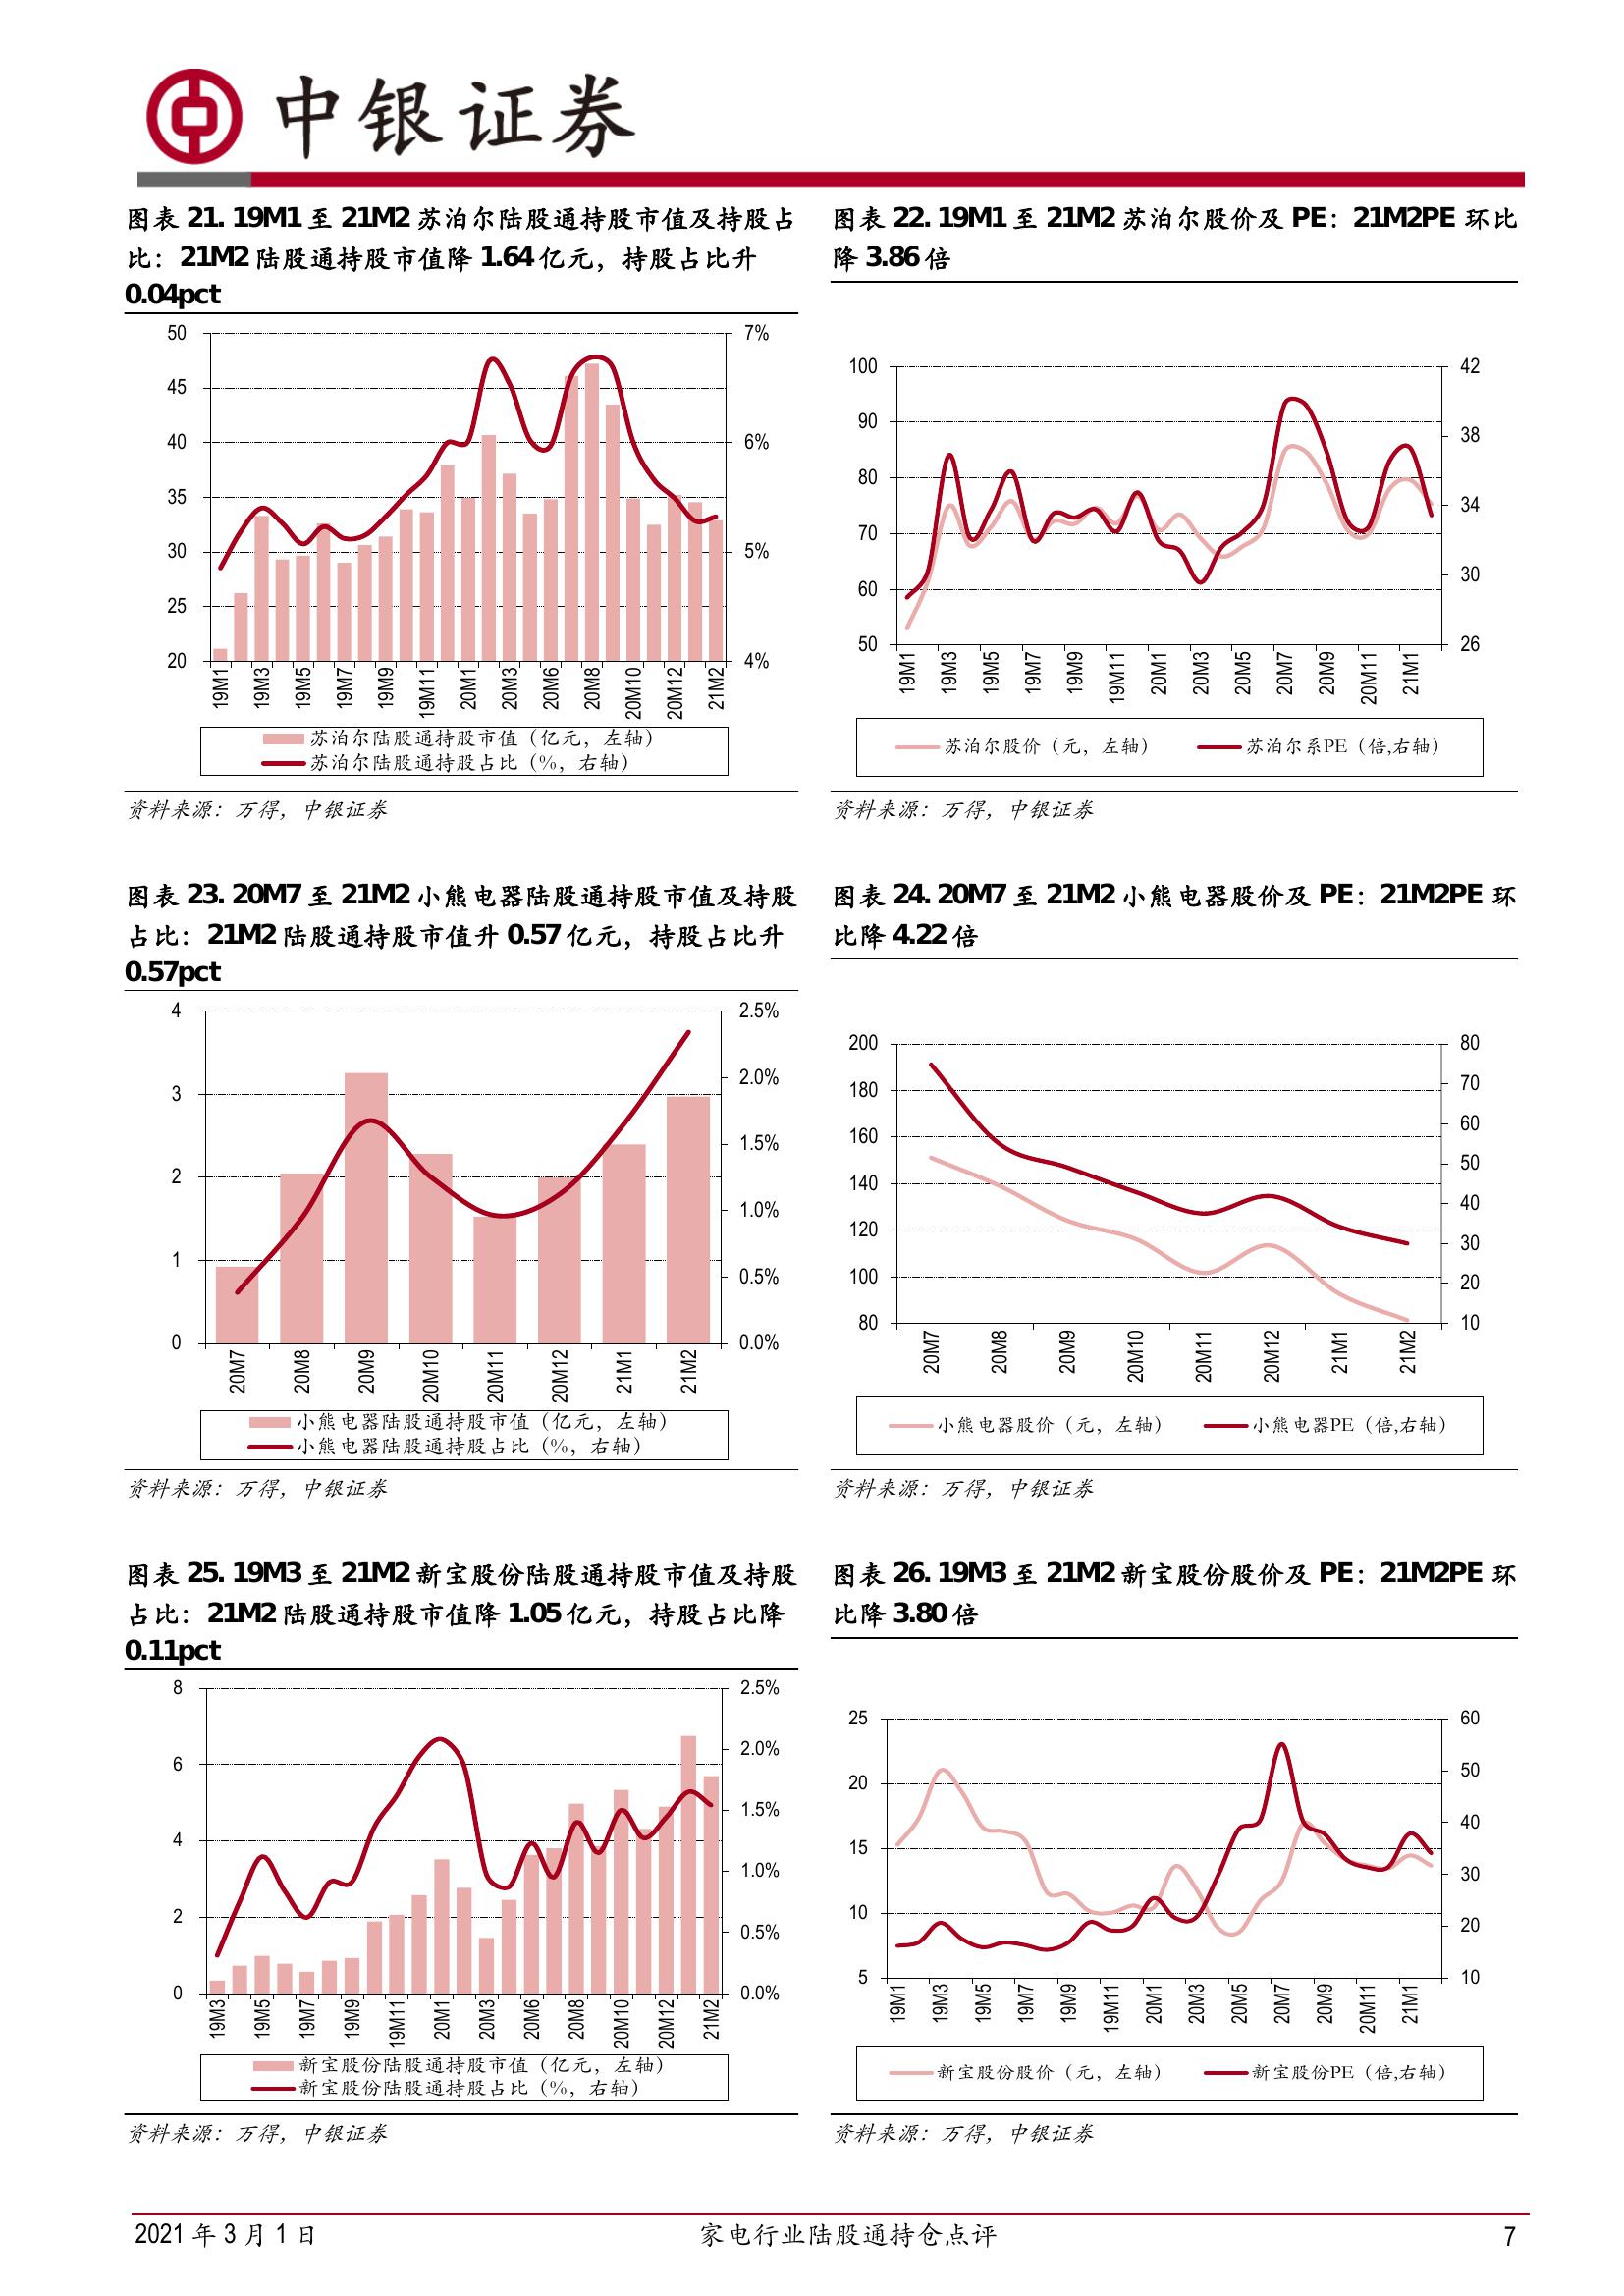 中银证券
图表 21. 19M1 至 21M2 苏泊尔陆股通持股市值及持股占
比：21M2 陆股通持股市值降 1.64 亿元，持股占比升
0.04pct
50
45
40
35
30
25
20
7%
6%
5%
4%
19M1
19M3
19M5
19M7
19M9
19M11
20M1
20M3
20M6
20M8
20M10
20M12
21M2
苏泊尔陆股通持股市值（亿元，左轴）
苏泊尔陆股通持股占比（%，右轴）
资料来源：万得，中银证券
图表 22. 19M1 至 21M2 苏泊尔股价及 PE：21M2PE 环比
降 3.86 倍
100
90
80
70
60
50
42
38
34
30
26
19M1
19M3
19M5
19M7
19M9
19M11
20M1
20M3
20M5
20M7
20M9
20M11
21M1
苏泊尔股价（元，左轴）
苏泊尔系PE（倍,右轴）
资料来源：万得，中银证券
图表 23. 20M7 至 21M2 小熊电器陆股通持股市值及持股
占比：21M2 陆股通持股市值升 0.57 亿元，持股占比升
0.57pct
4
3
2
1
0
2.5%
2.0%
1.5%
1.0%
0.5%
0.0%
20M7
20M8
20M9
20M10
20M11
20M12
21M1
21M2
小熊电器陆股通持股市值（亿元，左轴）
小熊电器陆股通持股占比（%，右轴）
资料来源：万得，中银证券
图表 24. 20M7 至 21M2 小熊电器股价及 PE：21M2PE 环
比降 4.22 倍
200
180
160
140
120
100
80
80
70
60
50
40
30
20
10
20M7
20M8
20M9
20M10
20M11
20M12
21M1
21M2
小熊电器股价（元，左轴）
小熊电器PE（倍,右轴）
资料来源：万得，中银证券
图表 25. 19M3 至 21M2 新宝股份陆股通持股市值及持股
占比：21M2 陆股通持股市值降 1.05 亿元，持股占比降
0.11pct
8
6
4
2
0
2.5%
2.0%
1.5%
1.0%
0.5%
0.0%
19M3
19M5
19M7
19M9
19M11
20M1
20M3
20M6
20M8
20M10
20M12
21M2
新宝股份陆股通持股市值（亿元，左轴）
新宝股份陆股通持股占比（%，右轴）
资料来源：万得，中银证券
图表 26. 19M3 至 21M2 新宝股份股价及 PE：21M2PE 环
比降 3.80 倍
25
20
15
10
5
60
50
40
30
20
10
19M1
19M3
19M5
19M7
19M9
19M11
20M1
20M3
20M5
20M7
20M9
20M11
21M1
新宝股份股价（元，左轴）
新宝股份PE（倍,右轴）
资料来源：万得，中银证券
2021 年 3 月 1 日
家电行业陆股通持仓点评
7